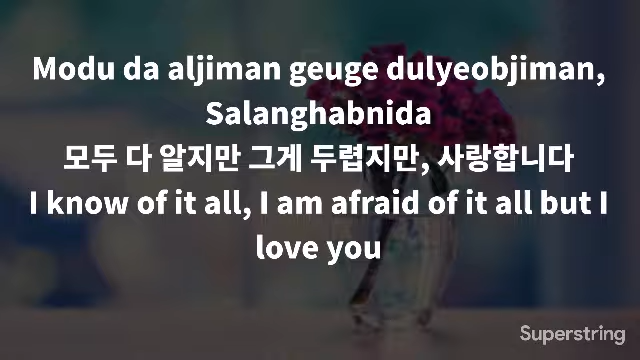 Modu da aljiman geuge dulyeobjiman,
Salanghabnida
모두 다 알지만 그게 두렵지만, 사랑합니다
I know of it all, I am afraid of it all but I
love you
Superstring